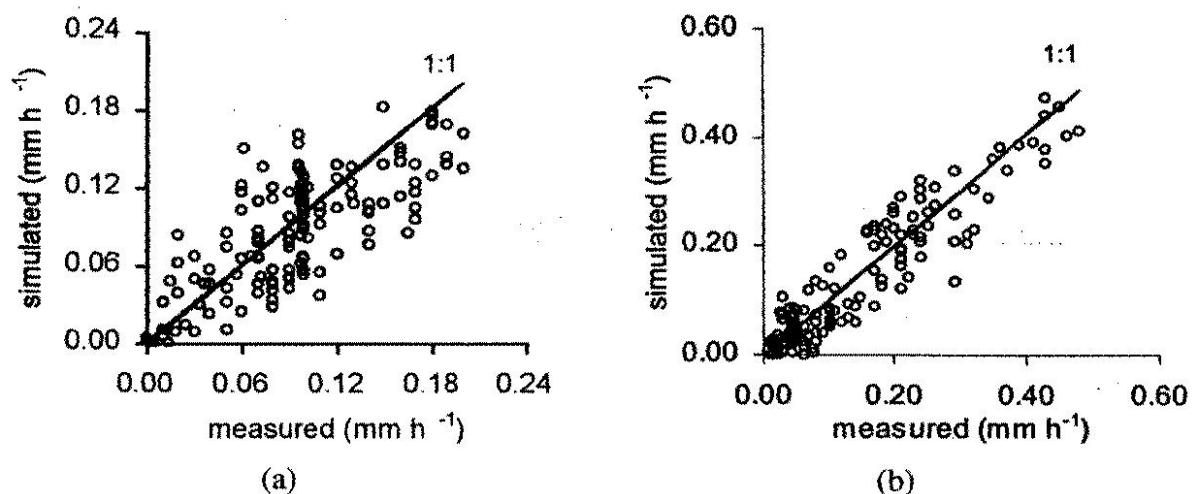 0.24
0.18
0.12
0.06
0.00
simulated (mm h -1)
1:1
0.00 0.06 0.12 0.18 0.24
measured (mm h -1)
(a)
0.60
0.40
0.20
0.00
simulated (mm h -1)
1:1
0.00 0.20 0.40 0.60
measured (mm h-1)
(b)